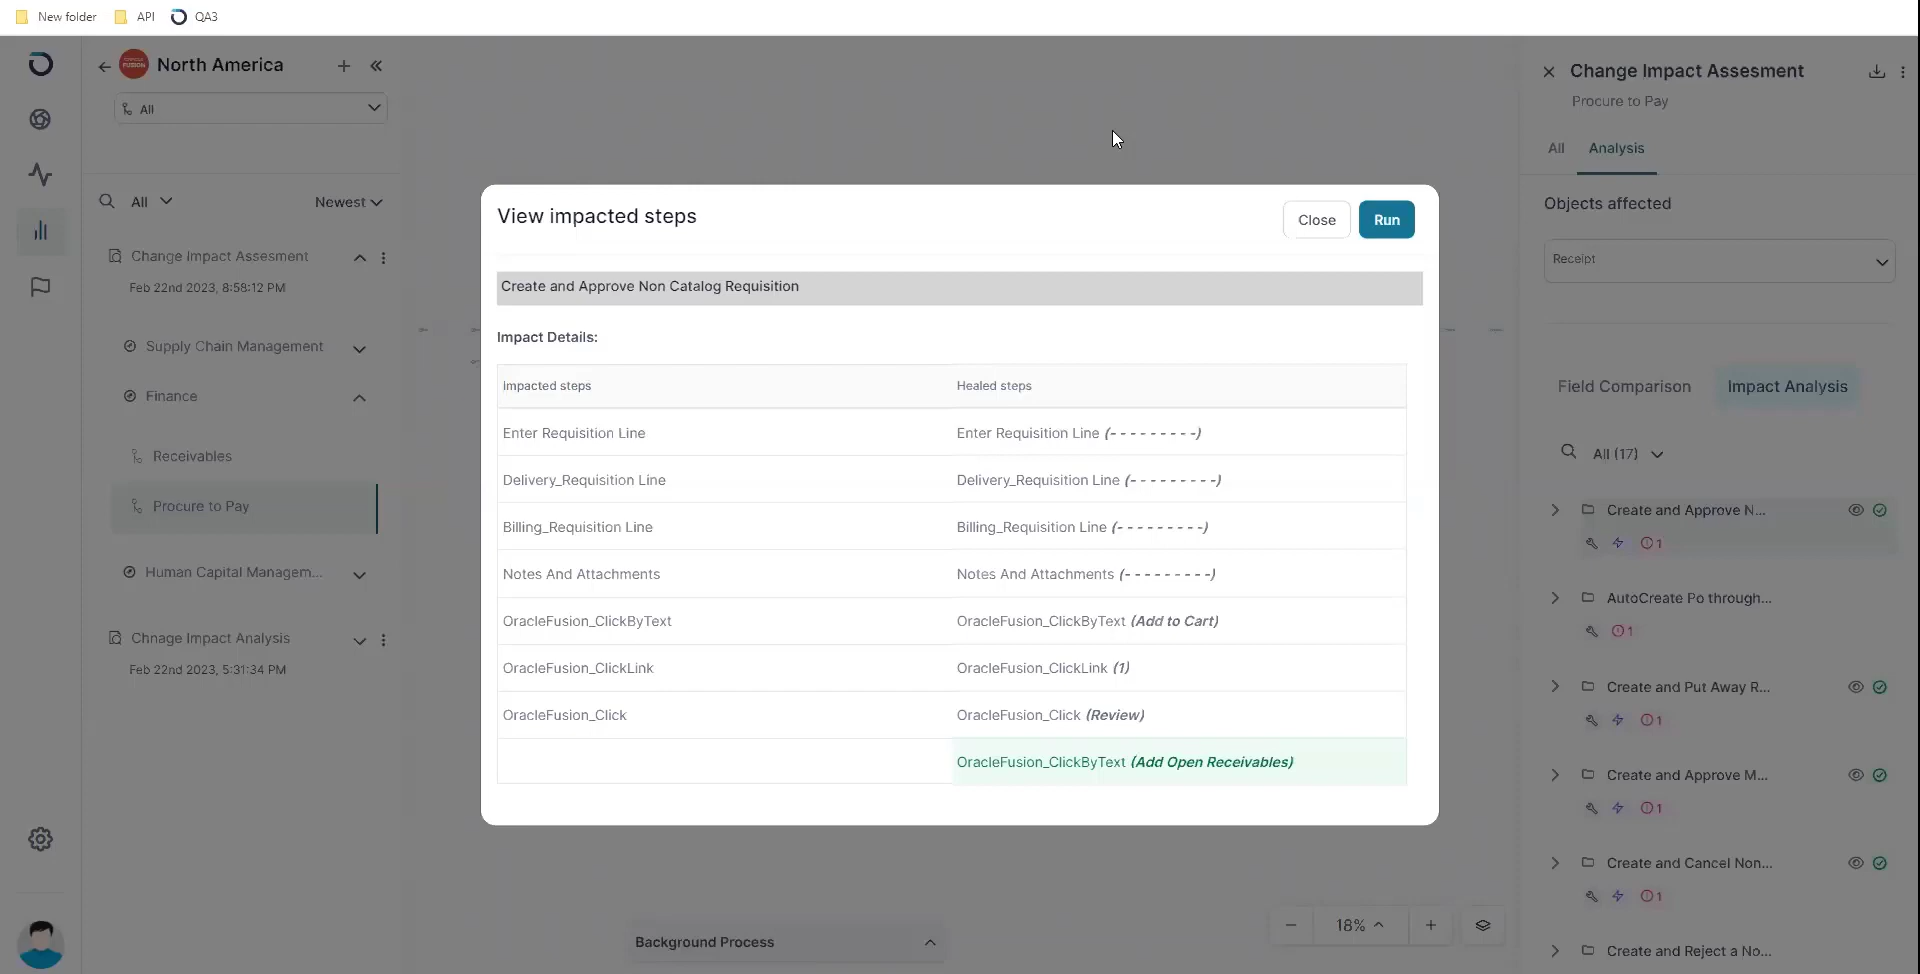 New folder API QA3
North America
All
All Newest
Change Impact Assesment
Feb 22nd 2023, 8:58:12 PM
Supply Chain Management
Finance
Receivables
Procure to Pay
Human Capital Managem...
Chnage Impact Analysis
Feb 22nd 2023, 5:31:34 PM
View impacted steps
Close Run
Create and Approve Non Catalog Requisition
Impact Details:
Impacted steps Healed steps
Enter Requisition Line Enter Requisition Line (- - - - - - - - -)
Delivery_Requisition Line Delivery_Requisition Line (- - - - - - - - -)
Billing_Requisition Line Billing_Requisition Line (- - - - - - - - -)
Notes And Attachments Notes And Attachments (- - - - - - - - -)
OracleFusion_ClickByText OracleFusion_ClickByText (Add to Cart)
OracleFusion_ClickLink OracleFusion_ClickLink (1)
OracleFusion_Click OracleFusion_Click (Review)
OracleFusion_ClickByText (Add Open Receivables)
Background Process
18%
Change Impact Assesment
Procure to Pay
All Analysis
Objects affected
Receipt
Field Comparison Impact Analysis
All (17)
Create and Approve N...
1
AutoCreate Po through...
1
Create and Put Away R...
1
Create and Approve M...
1
Create and Cancel Non...
1
Create and Reject a No...